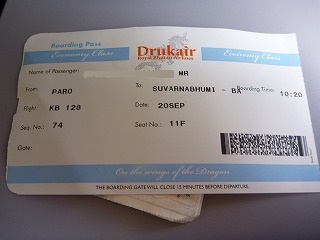 Boarding Pass
Economy Class
Drukair
Royal Bhutan Airlines
Economy Class
Name of Passenger: MR
From: PARO To: SUVARNABHUMI - BA Boarding Time: 10:20
Flight: KB 128 Date: 20SEP
Seq. No.: 74 Seat No.: 11F
Gate:
On the wings of the Dragon
THE BOARDING GATE WILL CLOSE 15 MINUTES BEFORE DEPARTURE.